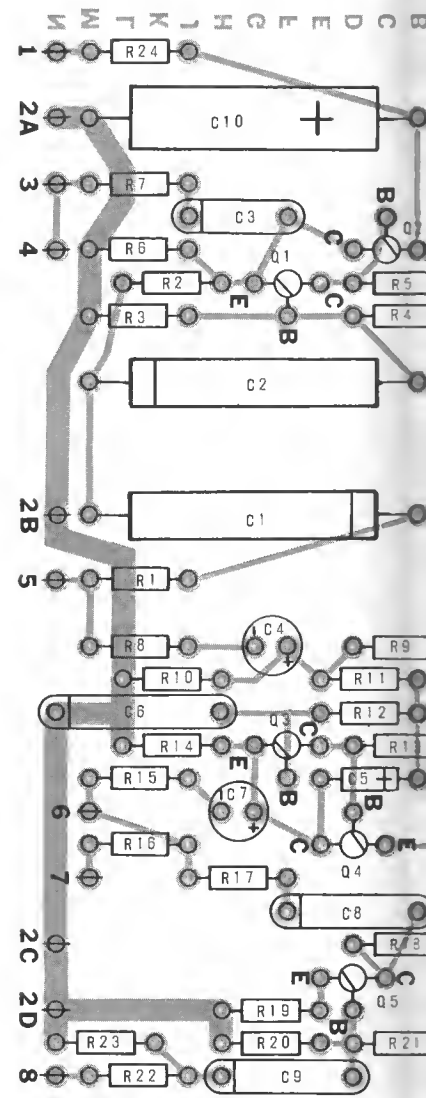 N M L K J H G F E D C B
1 R24
2A C10 +
3 R7
B
C3
4 R6 C
Q1
R2 E C R5
R3 B R4
C2
2B C1
5 R1
R8 C4 R9
- +
R10 R11
C6 R12
Q3 C
R14 E
R15 B C5
C7 B
6 +
R16 C E
Q4
7 R17
C8
2C
E C
Q5
2D R19
B
R23 R20 R21
8 R22 C9